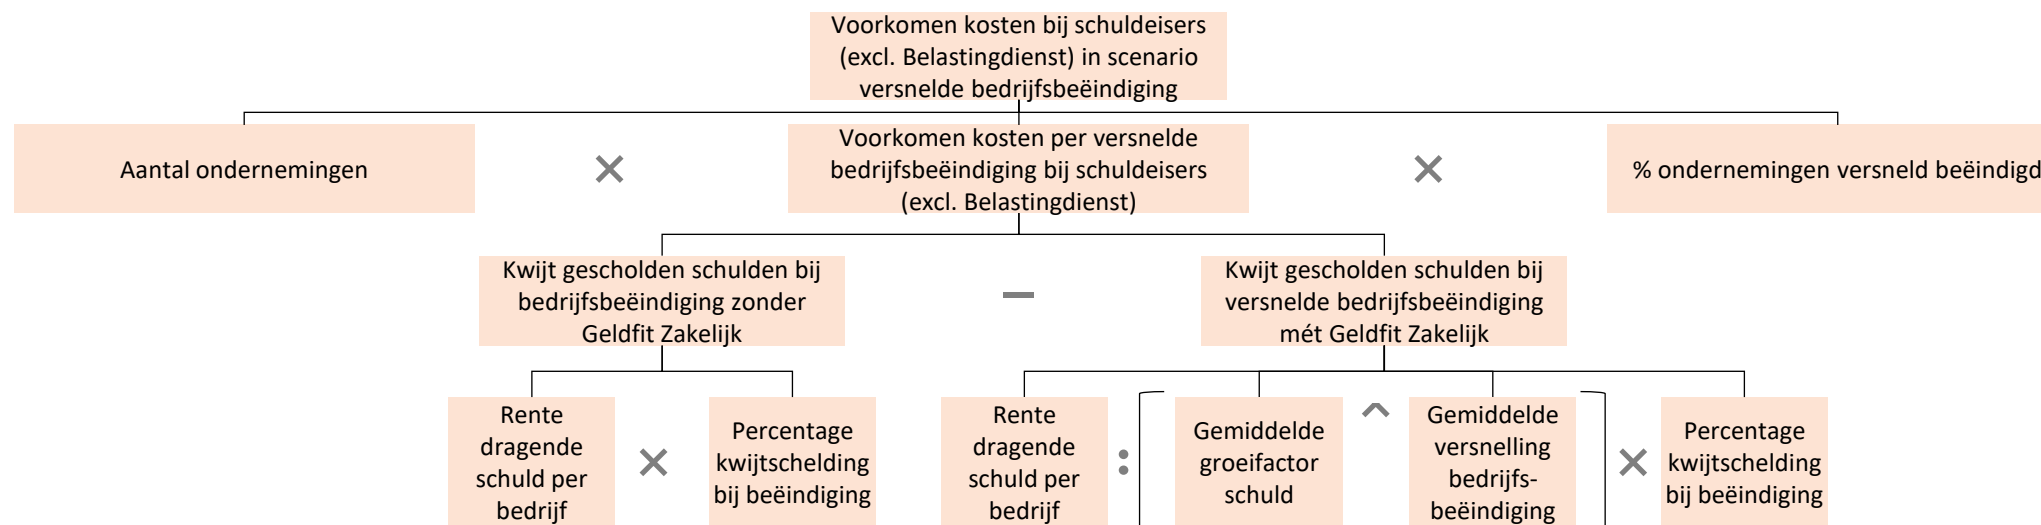 Voorkomen kosten bij schuldeisers
(excl. Belastingdienst) in scenario
versnelde bedrijfsbeëindiging
Aantal ondernemingen
×
Voorkomen kosten per versnelde
bedrijfsbeëindiging bij schuldeisers
(excl. Belastingdienst)
×
% ondernemingen versneld beëindigd
Kwijt gescholden schulden bij
bedrijfsbeëindiging zonder
Geldfit Zakelijk
–
Kwijt gescholden schulden bij
versnelde bedrijfsbeëindiging
mét Geldfit Zakelijk
Rente
dragende
schuld per
bedrijf
×
Percentage
kwijtschelding
bij beëindiging
Rente
dragende
schuld per
bedrijf
:
Gemiddelde
groeifactor
schuld
^
Gemiddelde
versnelling
bedrijfs-
beëindiging
×
Percentage
kwijtschelding
bij beëindiging